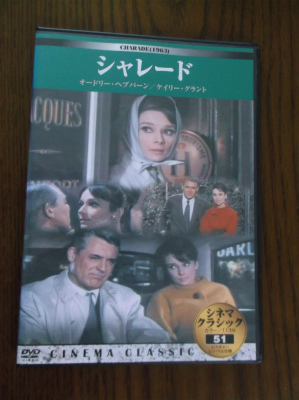 CHARADE(1963)
シャレード
オードリー・ヘプバーン/ケイリー・グラント
ACQUES
シネマ
クラシック
51
DVD
CINEMA CLASSIC